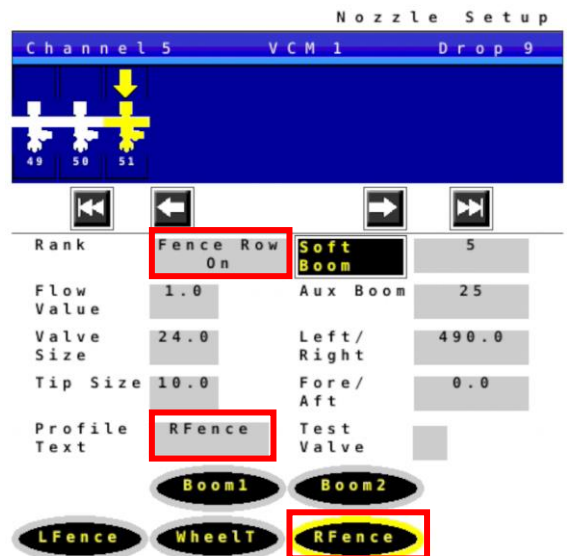 Nozzle Setup
Channel 5 VCM 1 Drop 9
49 50 51
Rank Fence Row On Soft Boom 5
Flow Value 1.0 Aux Boom 25
Valve Size 24.0 Left/ Right 490.0
Tip Size 10.0 Fore/ Aft 0.0
Profile Text RFence Test Valve
Boom1 Boom2
LFence WheelT RFence